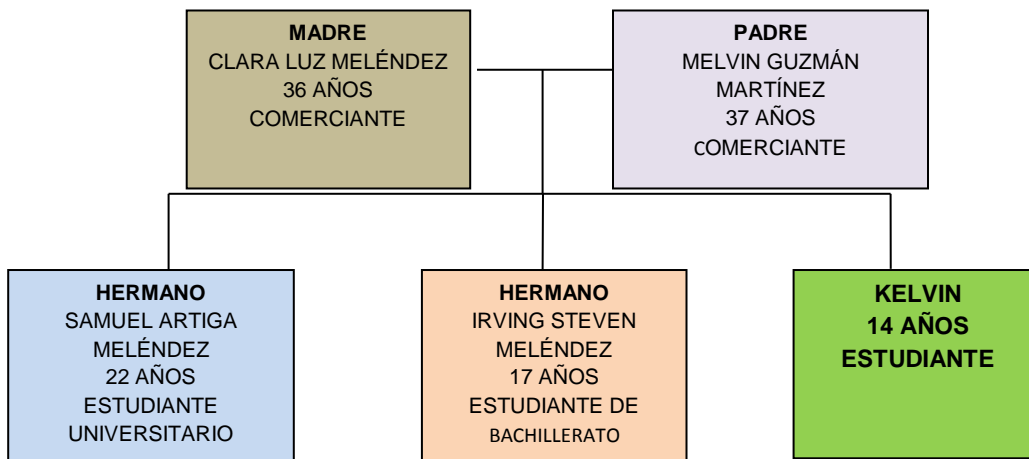 MADRE
CLARA LUZ MELÉNDEZ
36 AÑOS
COMERCIANTE
PADRE
MELVIN GUZMÁN
MARTÍNEZ
37 AÑOS
COMERCIANTE
HERMANO
SAMUEL ARTIGA
MELÉNDEZ
22 AÑOS
ESTUDIANTE
UNIVERSITARIO
HERMANO
IRVING STEVEN
MELÉNDEZ
17 AÑOS
ESTUDIANTE DE
BACHILLERATO
KELVIN
14 AÑOS
ESTUDIANTE